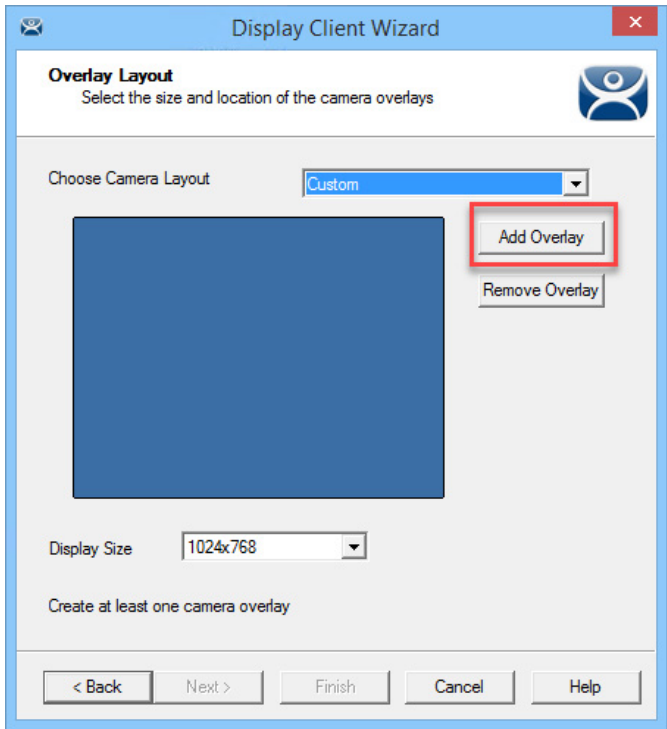 Display Client Wizard
Overlay Layout
Select the size and location of the camera overlays
Choose Camera Layout
Custom
Add Overlay
Remove Overlay
Display Size
1024x768
Create at least one camera overlay
< Back
Next >
Finish
Cancel
Help